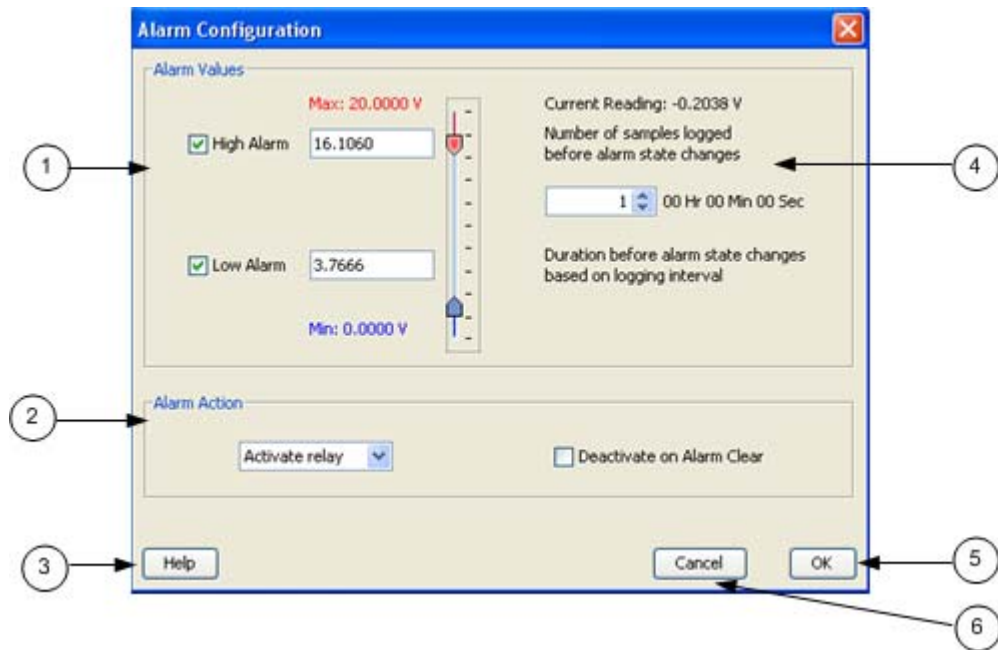 Alarm Configuration
Alarm Values
Max: 20.0000 V
High Alarm 16.1060
Low Alarm 3.7666
Min: 0.0000 V
Current Reading: -0.2038 V
Number of samples logged
before alarm state changes
1 00 Hr 00 Min 00 Sec
Duration before alarm state changes
based on logging interval
Alarm Action
Activate relay
Deactivate on Alarm Clear
Help
Cancel
OK
1
2
3
4
5
6